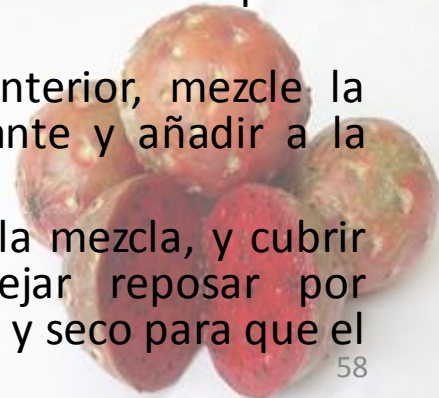 nterior, mezcle la
nte y añadir a la
la mezcla, y cubrir
ejar reposar por
y seco para que el
58